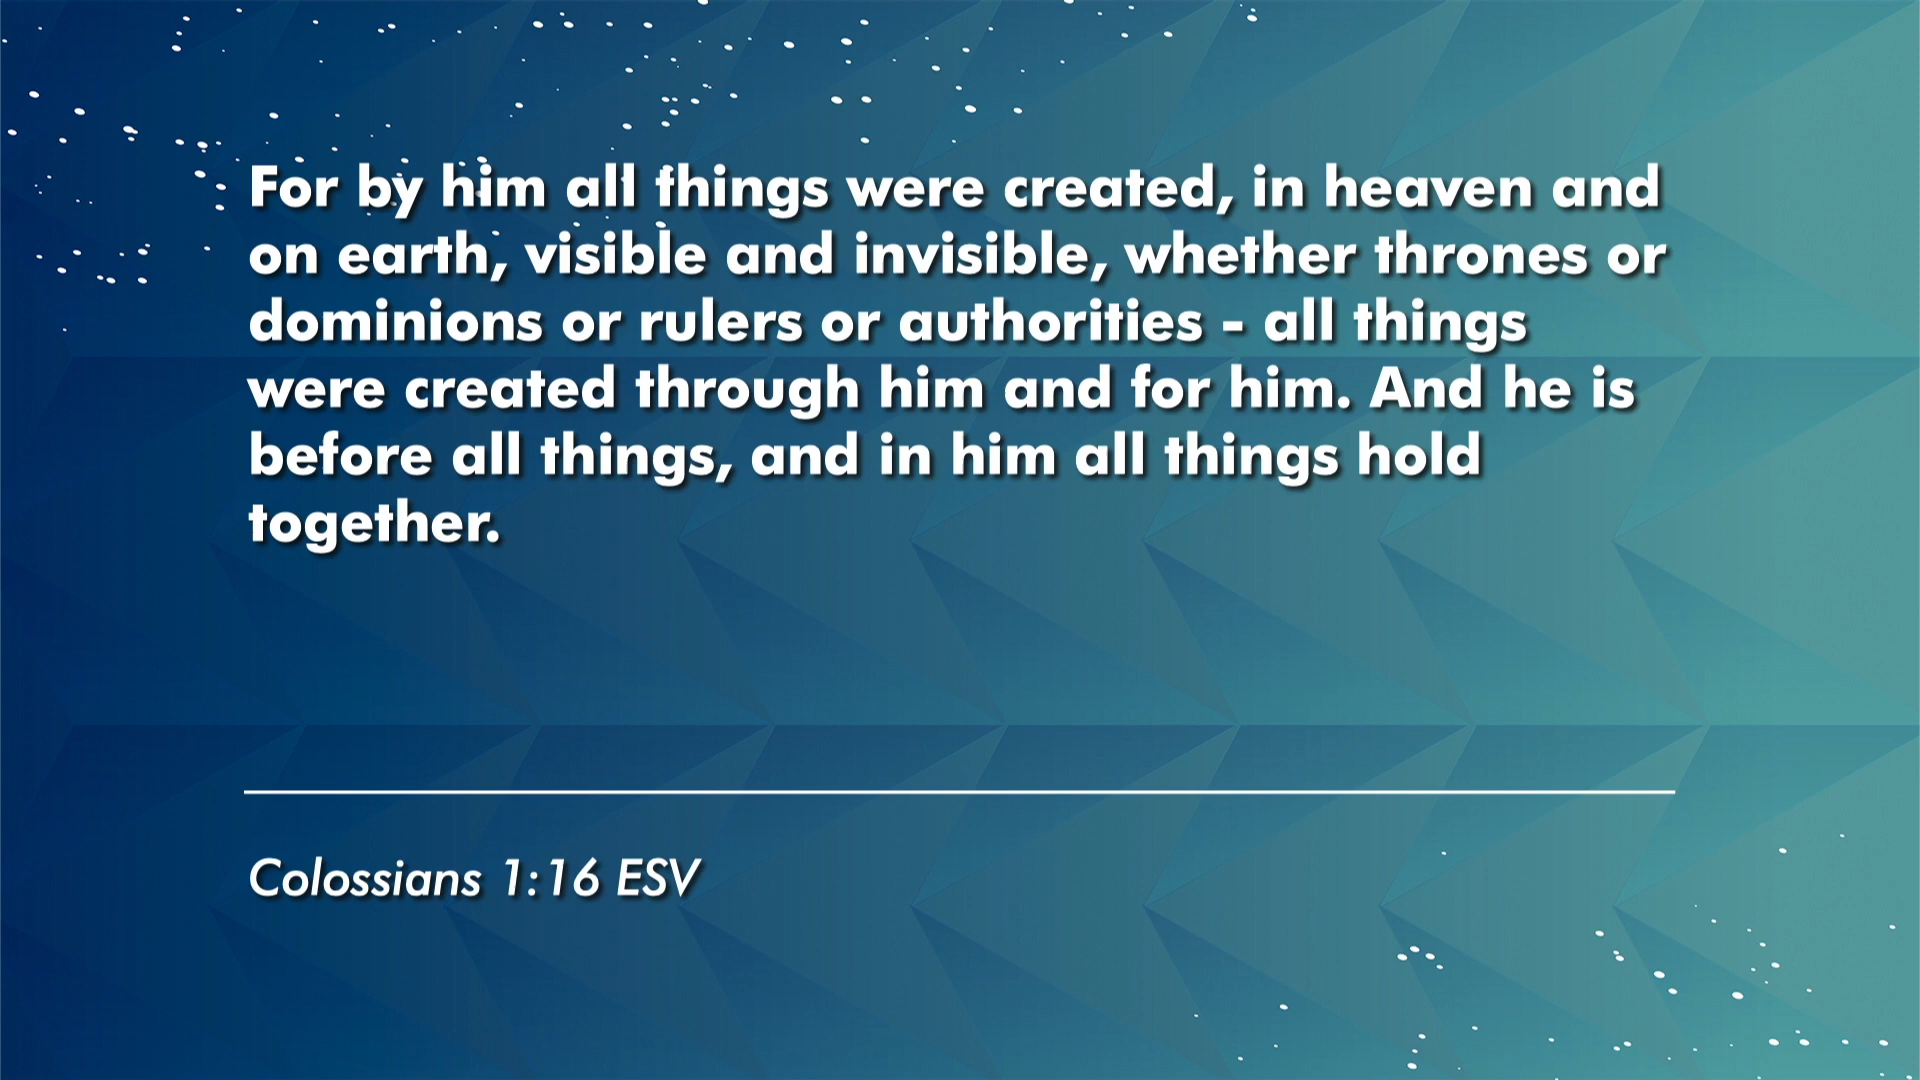 For by him all things were created, in heaven and
on earth, visible and invisible, whether thrones or
dominions or rulers or authorities - all things
were created through him and for him. And he is
before all things, and in him all things hold
together.
Colossians 1:16 ESV